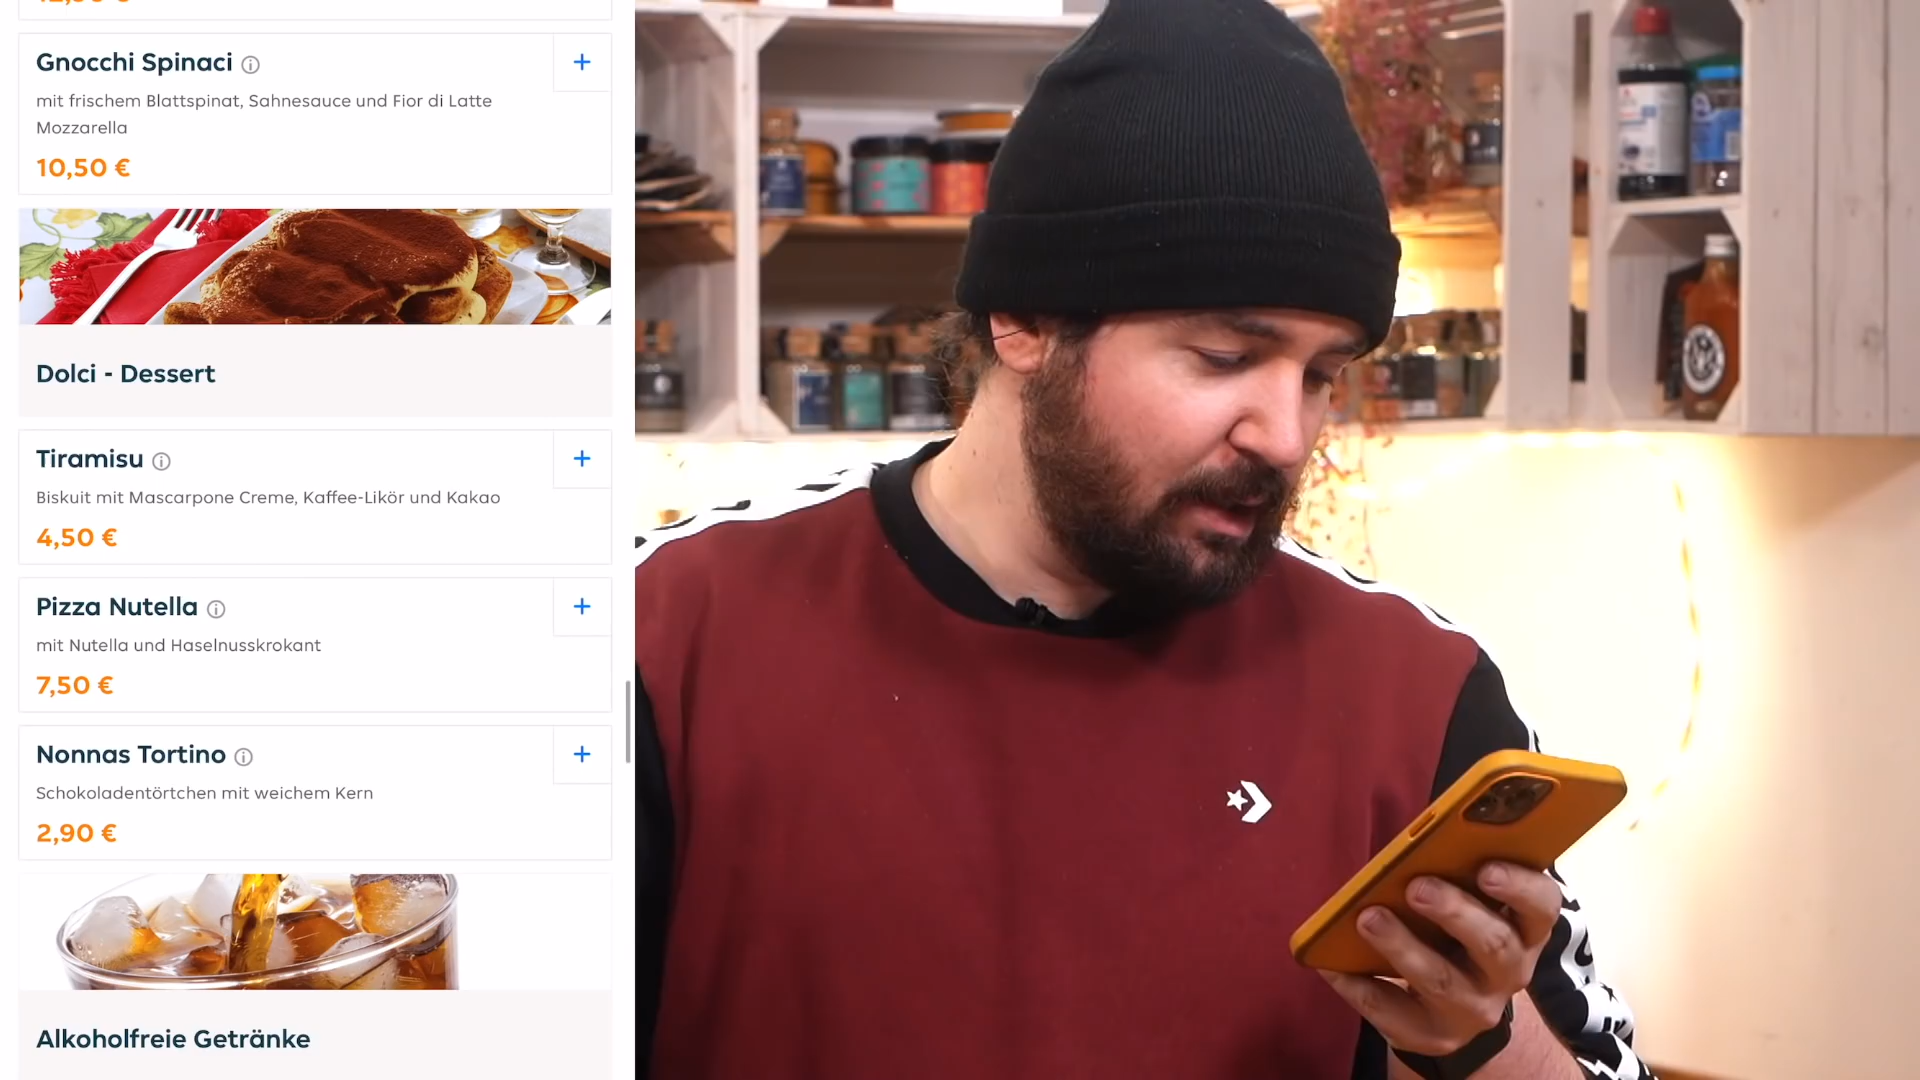 Gnocchi Spinaci
mit frischem Blattspinat, Sahnesauce und Fior di Latte
Mozzarella
10,50 €
Dolci - Dessert
Tiramisu
Biskuit mit Mascarpone Creme, Kaffee-Likör und Kakao
4,50 €
Pizza Nutella
mit Nutella und Haselnusskrokant
7,50 €
Nonnas Tortino
Schokoladentörtchen mit weichem Kern
2,90 €
Alkoholfreie Getränke